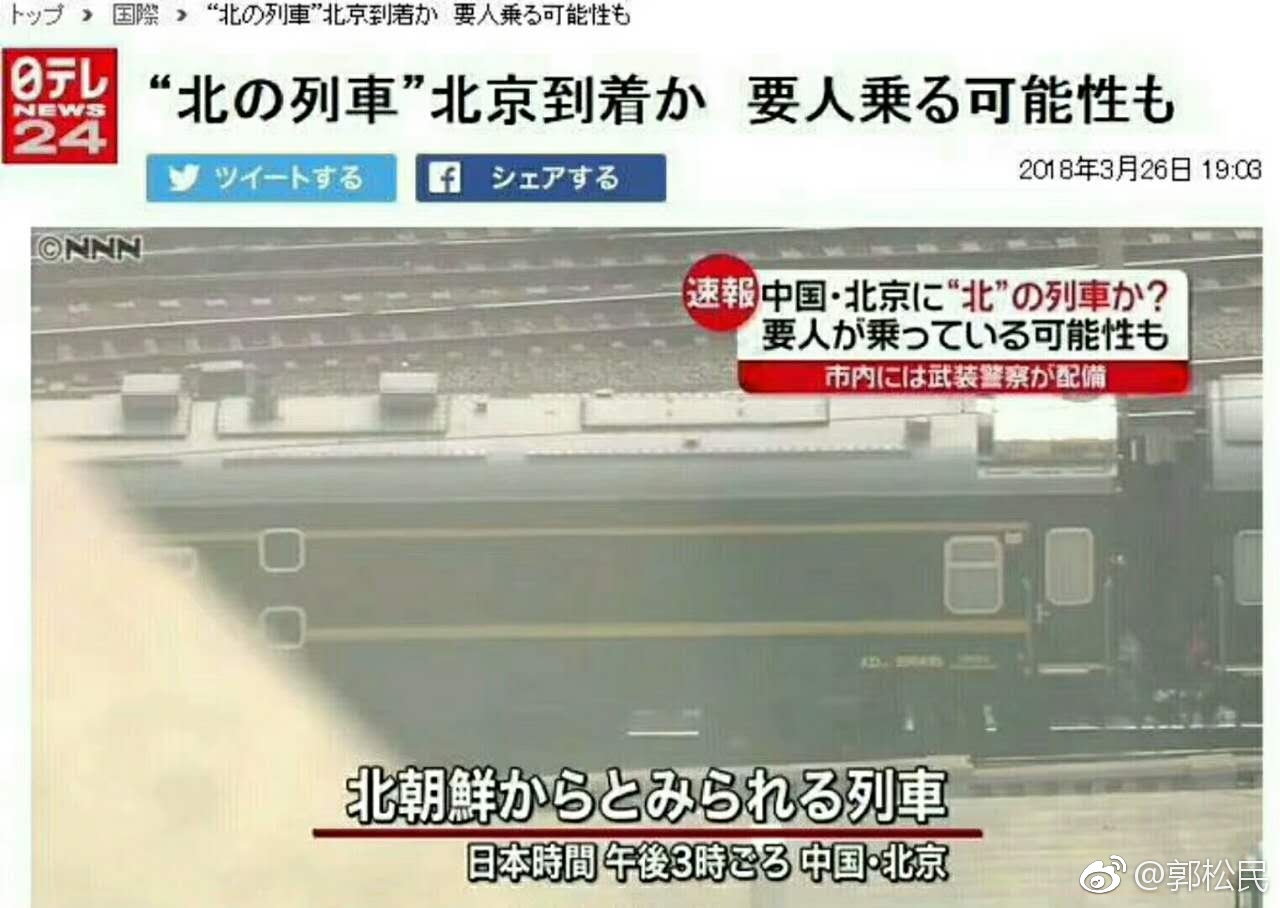 トップ › 国際 › “北の列車”北京到着か 要人乗る可能性も
日テレ
NEWS
24
“北の列車”北京到着か 要人乗る可能性も
ツイートする
シェアする
2018年3月26日 19:03
©NNN
速報
中国・北京に“北”の列車か?
要人が乗っている可能性も
市内には武装警察が配備
北朝鮮からとみられる列車
日本時間 午後3時ごろ 中国・北京
@郭松民